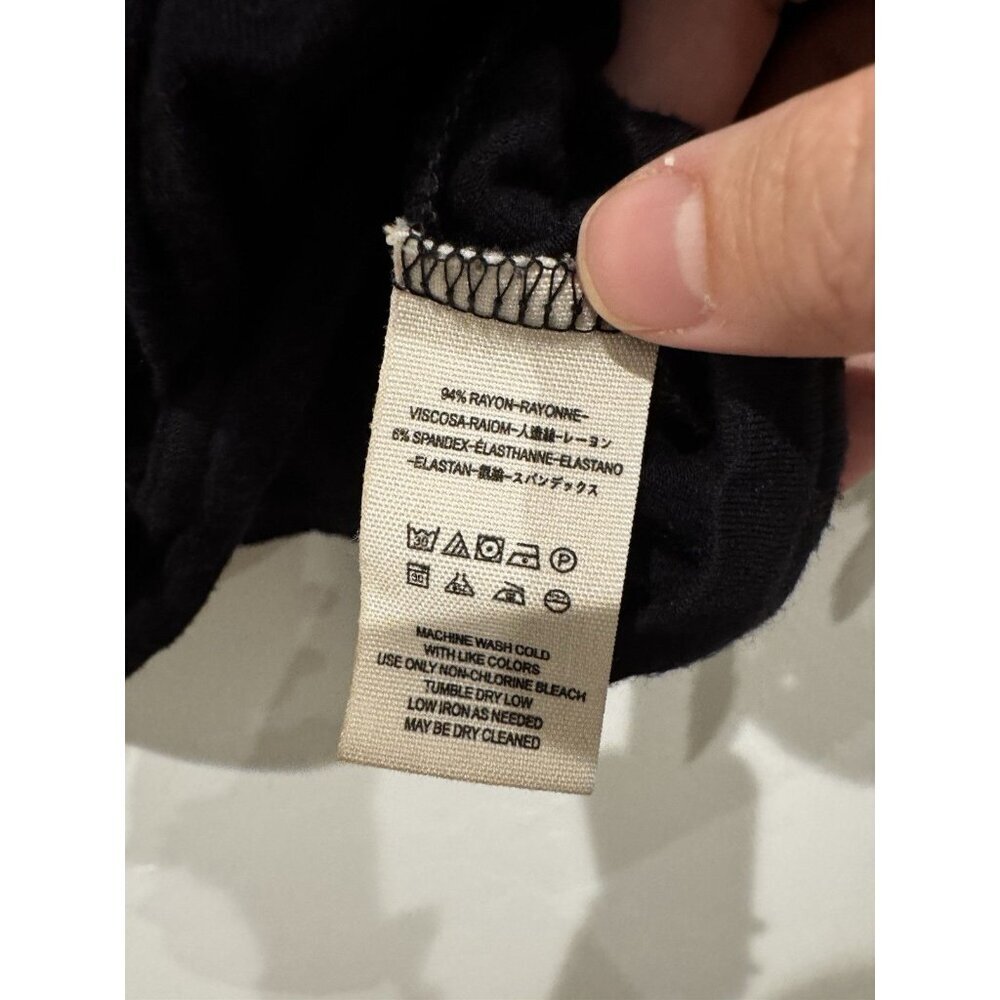 94% RAYON-RAYONNE-
VISCOSA-RAIOM-人造絲-レーヨン
6% SPANDEX-ÉLASTHANNE-ELASTANO
-ELASTAN-氨綸-スパンデックス
30 P
30
MACHINE WASH COLD
WITH LIKE COLORS
USE ONLY NON-CHLORINE BLEACH
TUMBLE DRY LOW
LOW IRON AS NEEDED
MAY BE DRY CLEANED